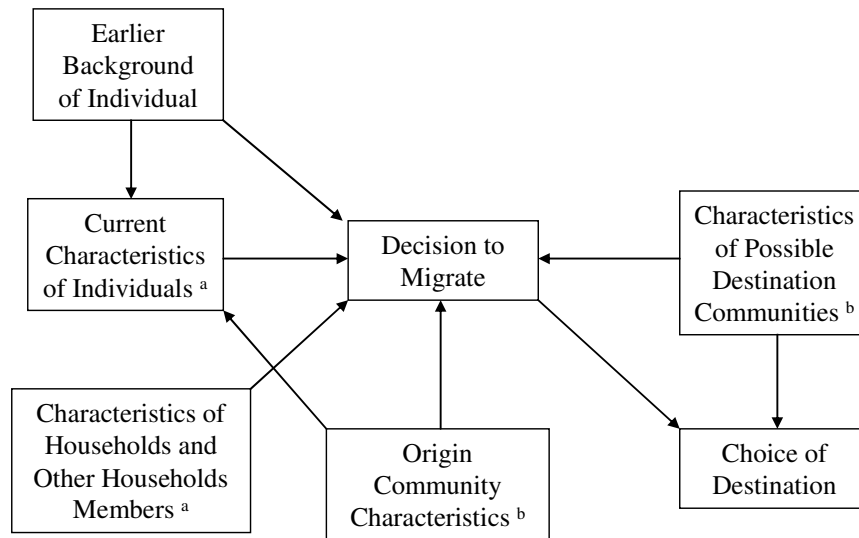 Earlier
Background
of Individual
Current
Characteristics
of Individuals ᵃ
Decision to
Migrate
Characteristics
of Possible
Destination
Communities ᵇ
Characteristics of
Households and
Other Households
Members ᵃ
Origin
Community
Characteristics ᵇ
Choice of
Destination